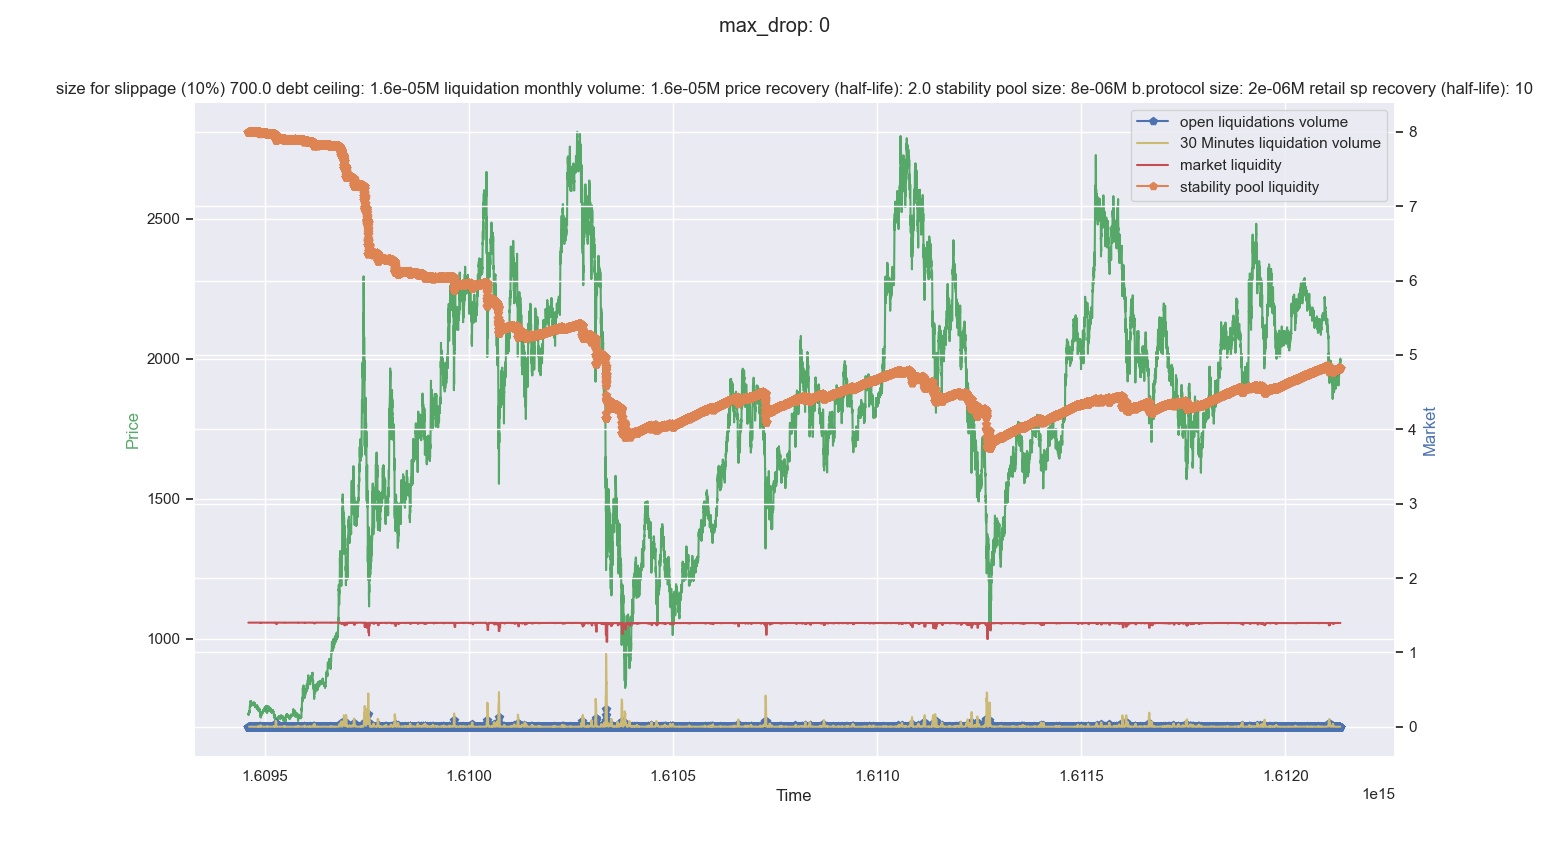 max_drop: 0
size for slippage (10%) 700.0 debt ceiling: 1.6e-05M liquidation monthly volume: 1.6e-05M price recovery (half-life): 2.0 stability pool size: 8e-06M b.protocol size: 2e-06M retail sp recovery (half-life): 10
open liquidations volume
30 Minutes liquidation volume
market liquidity
stability pool liquidity
2500
2000
1500
1000
Price
8
7
6
5
4
3
2
1
0
Market
1.6095
1.6100
1.6105
1.6110
1.6115
1.6120
Time
1e15